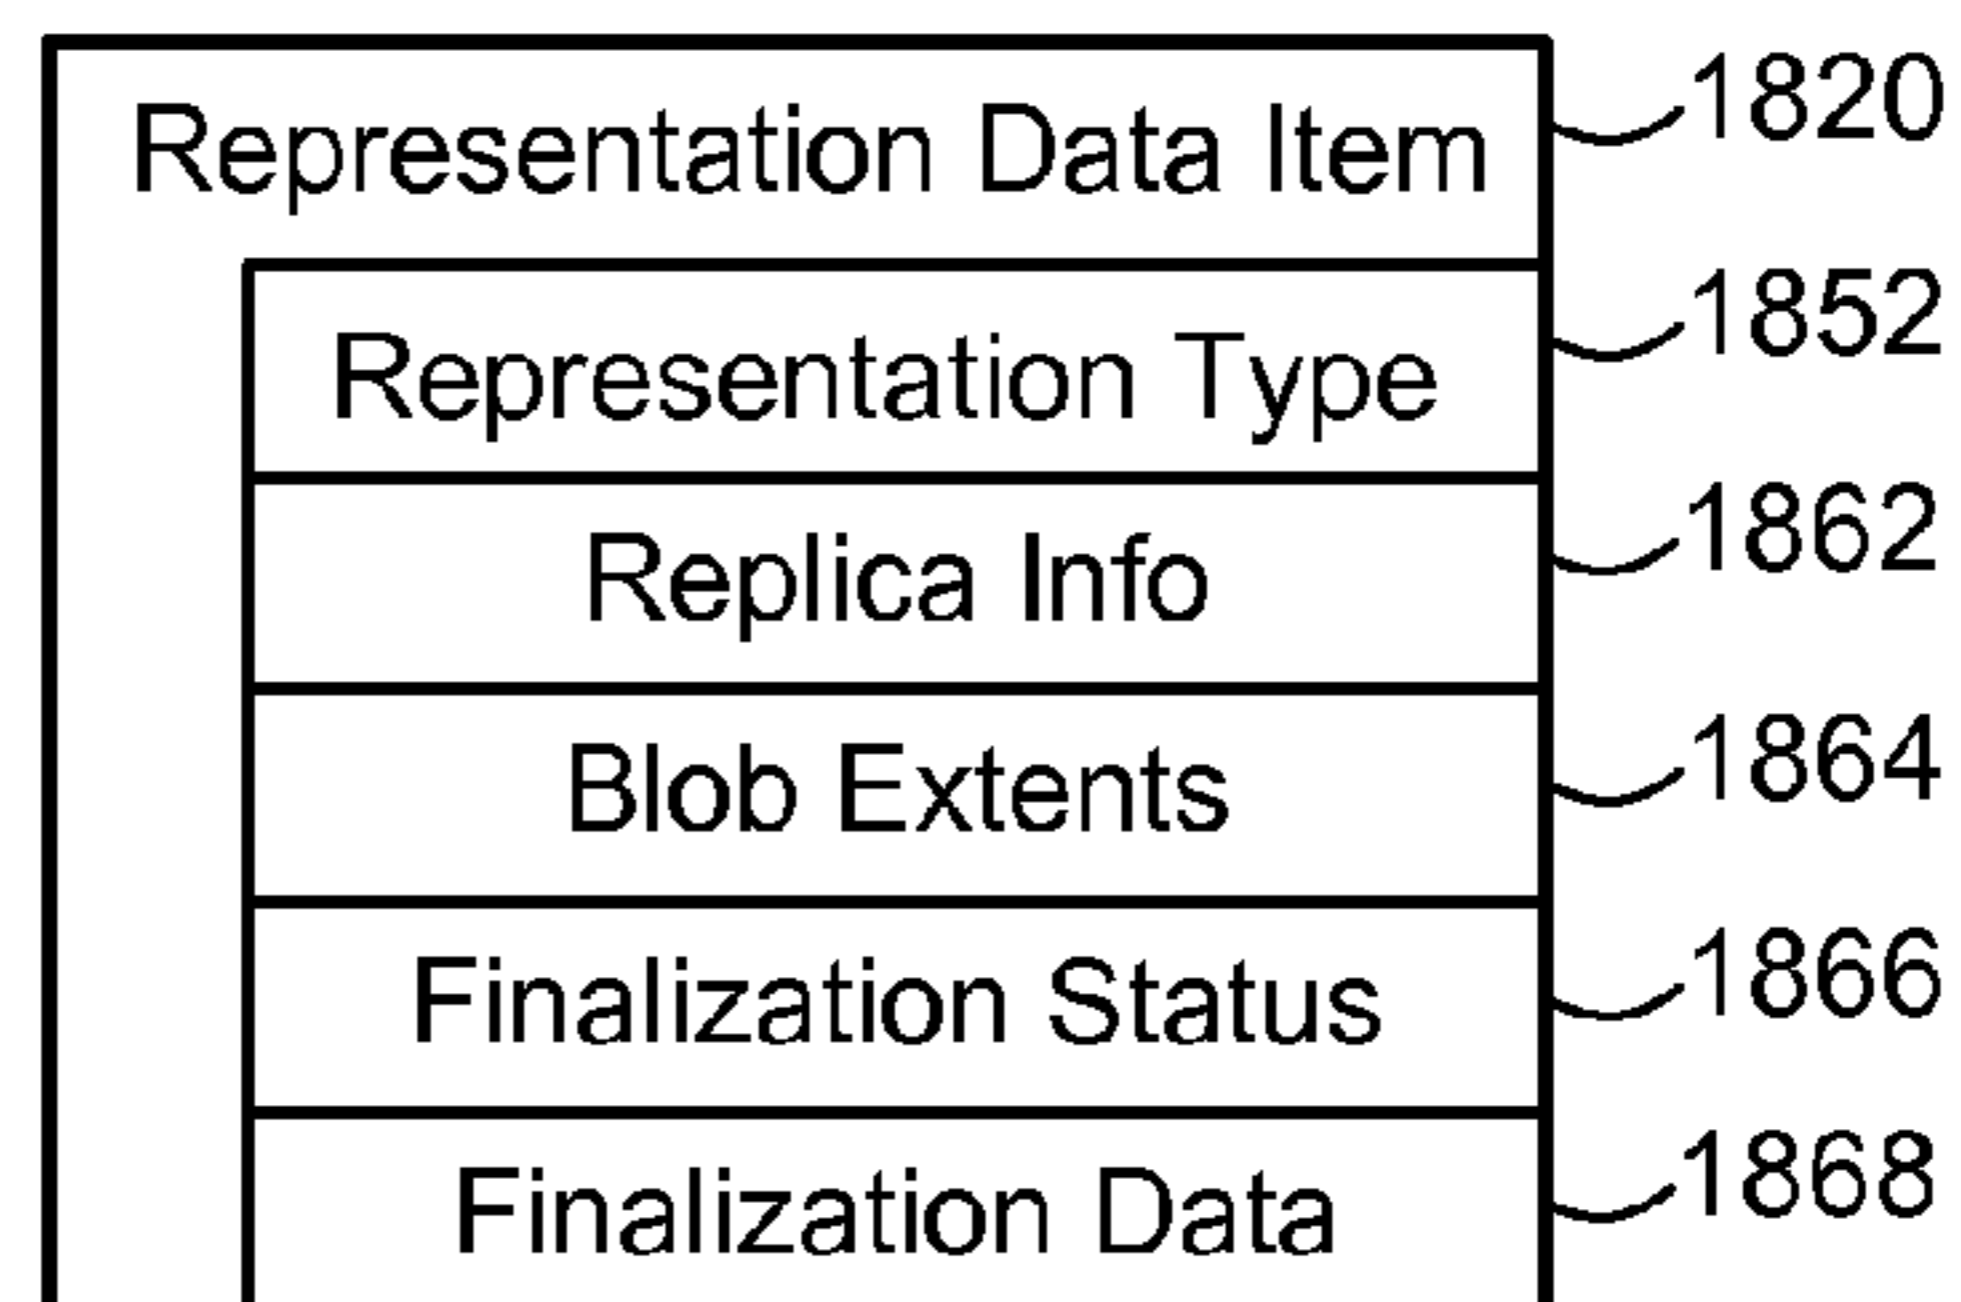 Representation Data Item 1820
Representation Type 1852
Replica Info 1862
Blob Extents 1864
Finalization Status 1866
Finalization Data 1868